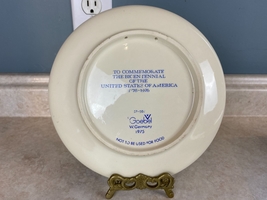 TO COMMEMORATE
THE BICENTENNIAL
OF THE
UNITED STATES OF AMERICA
1776-1976
Goebel
W. Germany
1975
NOT TO BE USED FOR FOOD